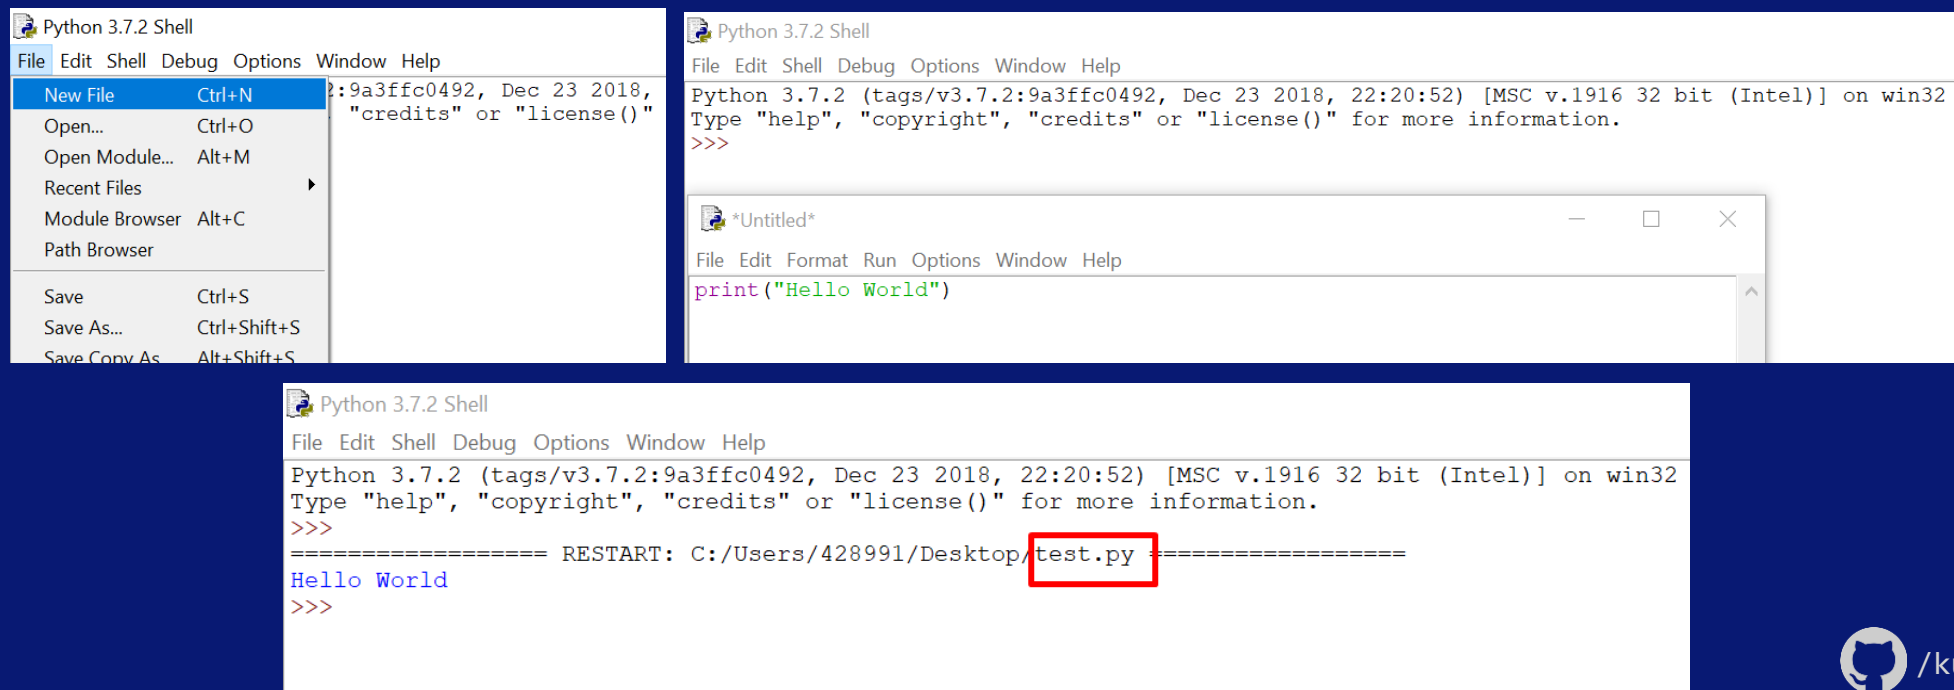 Python 3.7.2 Shell
File Edit Shell Debug Options Window Help
New File Ctrl+N
Open... Ctrl+O
Open Module... Alt+M
Recent Files
Module Browser Alt+C
Path Browser
Save Ctrl+S
Save As... Ctrl+Shift+S
Save Copy As Alt+Shift+S
:9a3ffc0492, Dec 23 2018,
"credits" or "license()"
Python 3.7.2 Shell
File Edit Shell Debug Options Window Help
Python 3.7.2 (tags/v3.7.2:9a3ffc0492, Dec 23 2018, 22:20:52) [MSC v.1916 32 bit (Intel)] on win32
Type "help", "copyright", "credits" or "license()" for more information.
>>>
*Untitled*
File Edit Format Run Options Window Help
print("Hello World")
Python 3.7.2 Shell
File Edit Shell Debug Options Window Help
Python 3.7.2 (tags/v3.7.2:9a3ffc0492, Dec 23 2018, 22:20:52) [MSC v.1916 32 bit (Intel)] on win32
Type "help", "copyright", "credits" or "license()" for more information.
>>>
================== RESTART: C:/Users/428991/Desktop/test.py ==================
Hello World
>>>